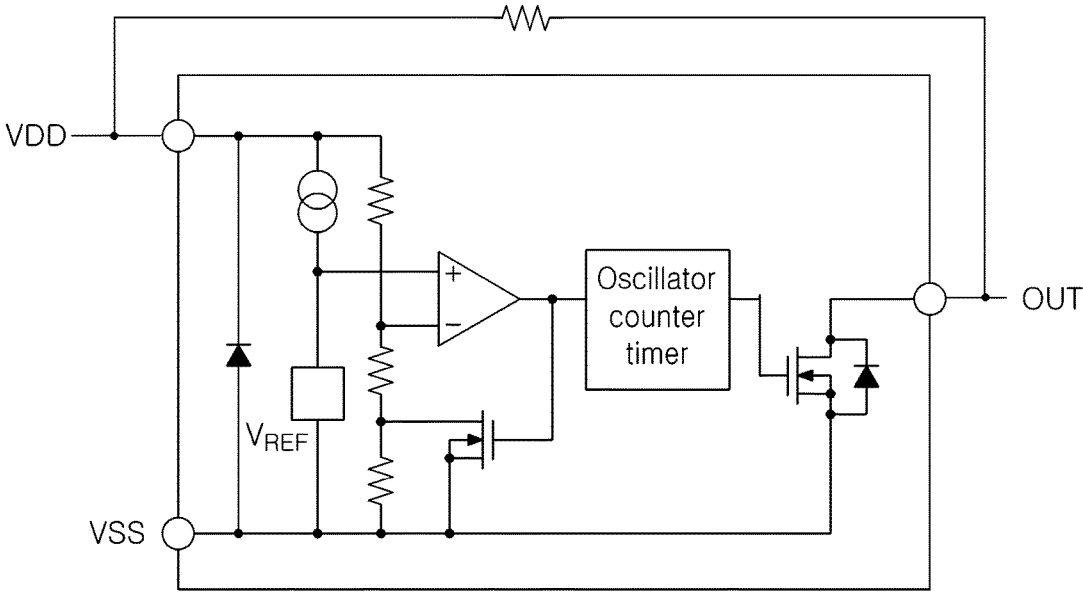 VDD
+
Oscillator
counter
timer
OUT
−
VREF
VSS